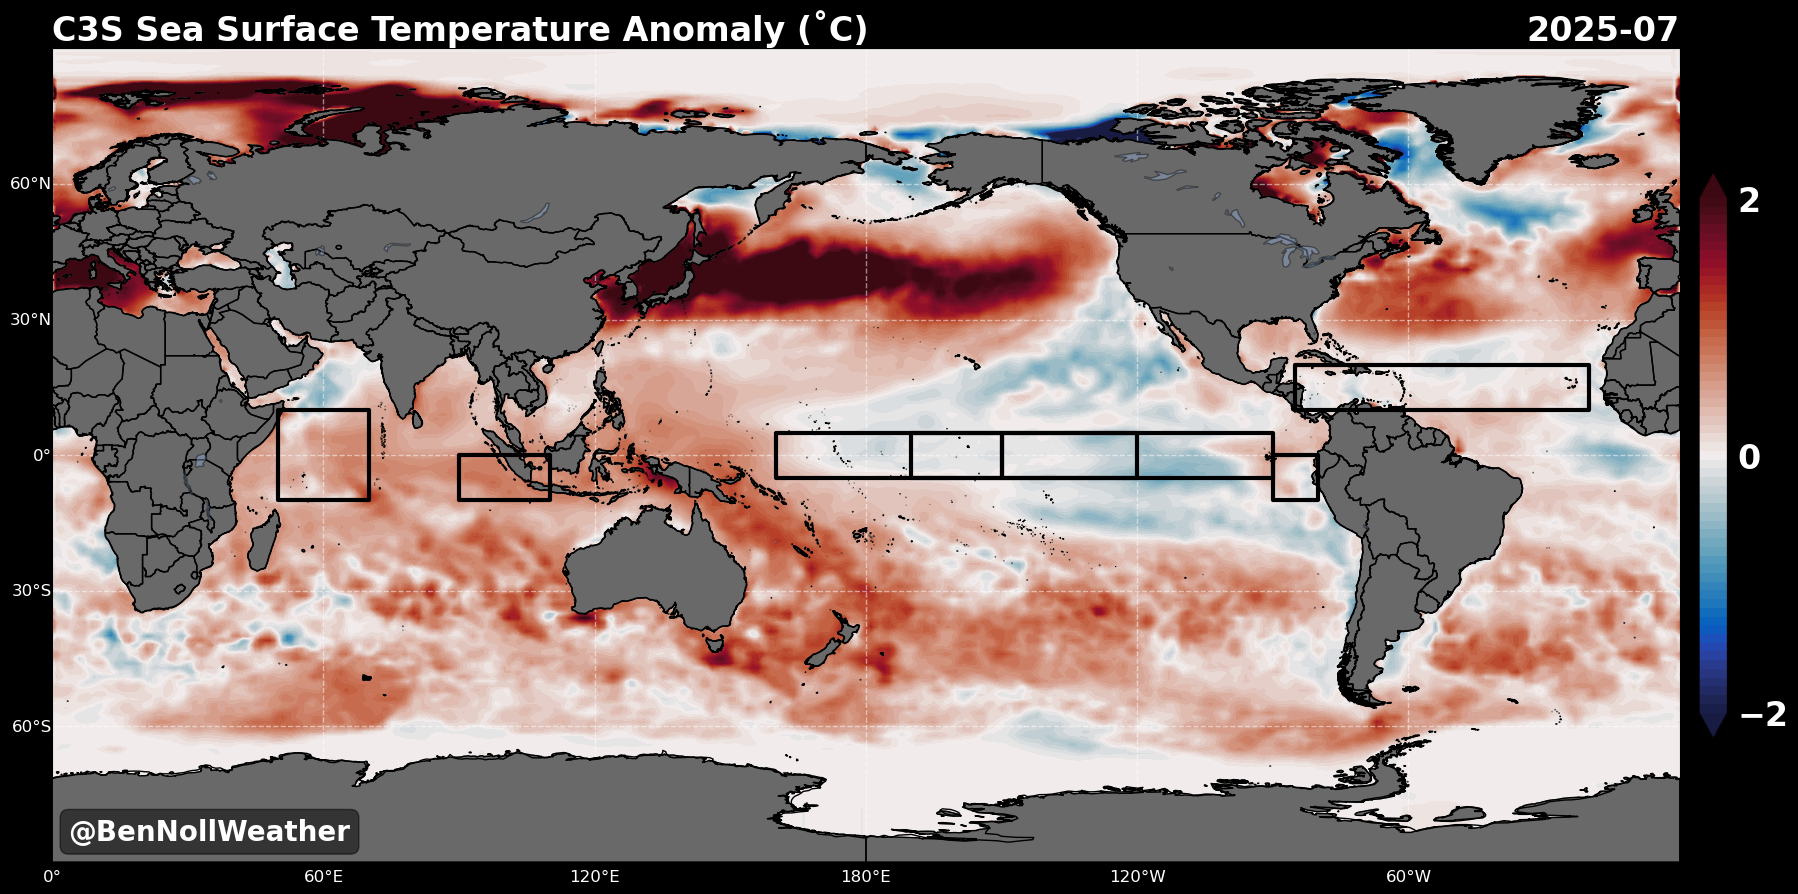 C3S Sea Surface Temperature Anomaly (˚C) 2025-07
60°N
30°N
0°
30°S
60°S
0° 60°E 120°E 180°E 120°W 60°W
2
0
−2
@BenNollWeather